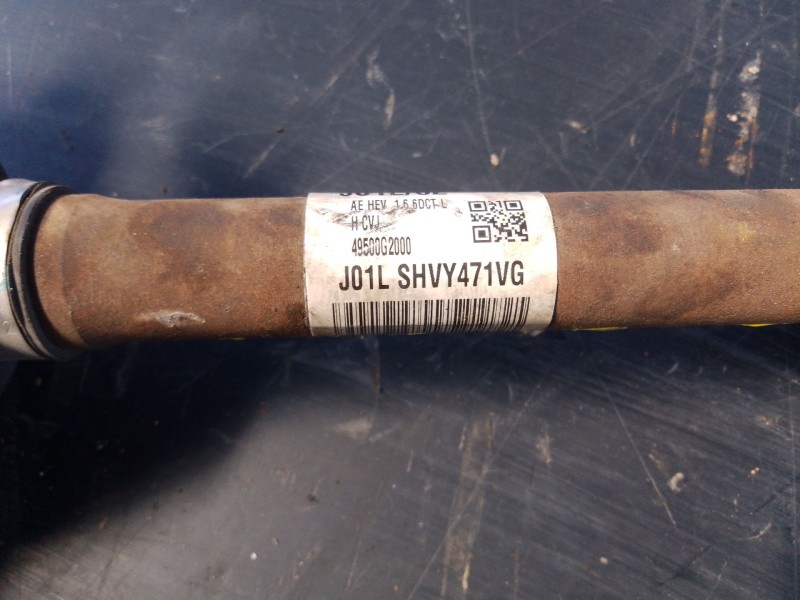 AE HEV 1.6 6DCT-L
H CVJ
49500G2000
J01L SHVY471VG